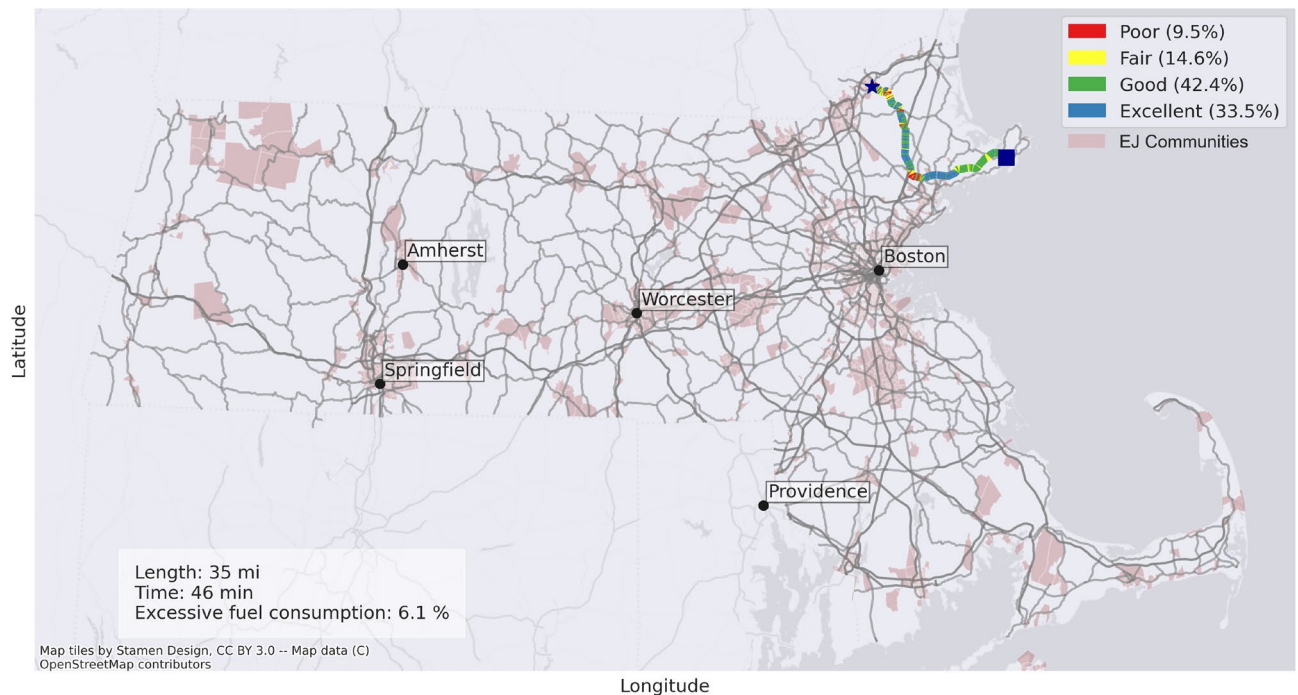 Poor (9.5%)
Fair (14.6%)
Good (42.4%)
Excellent (33.5%)
EJ Communities
Amherst
Boston
Worcester
Springfield
Providence
Latitude
Length: 35 mi
Time: 46 min
Excessive fuel consumption: 6.1 %
Map tiles by Stamen Design, CC BY 3.0 -- Map data (C)
OpenStreetMap contributors
Longitude